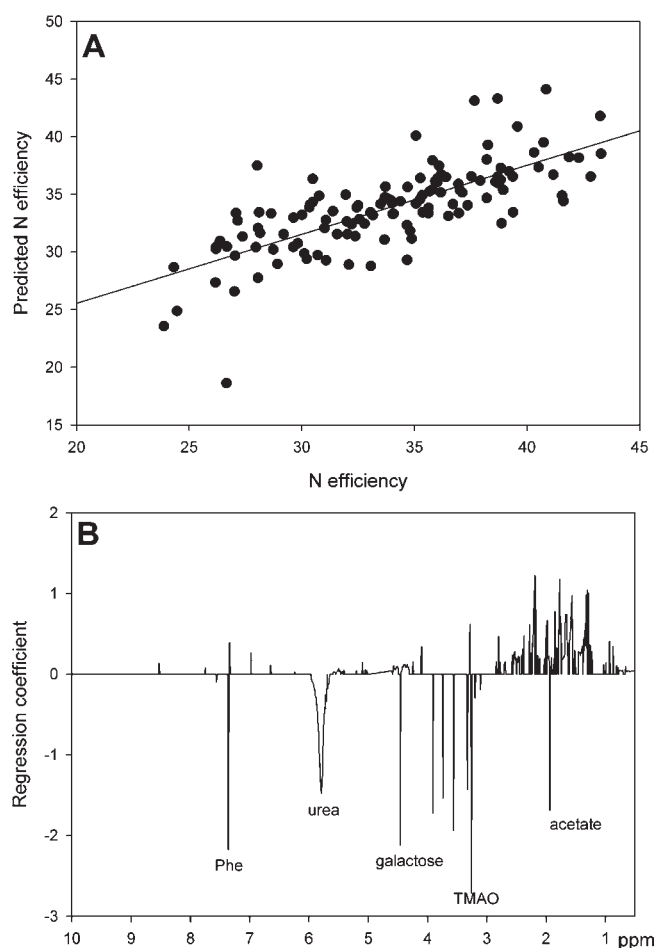 A
50
45
40
35
30
25
20
15
Predicted N efficiency
20 25 30 35 40 45
N efficiency
B
2
1
0
-1
-2
-3
Regression coefficient
urea
acetate
Phe
galactose
TMAO
10 9 8 7 6 5 4 3 2 1 ppm